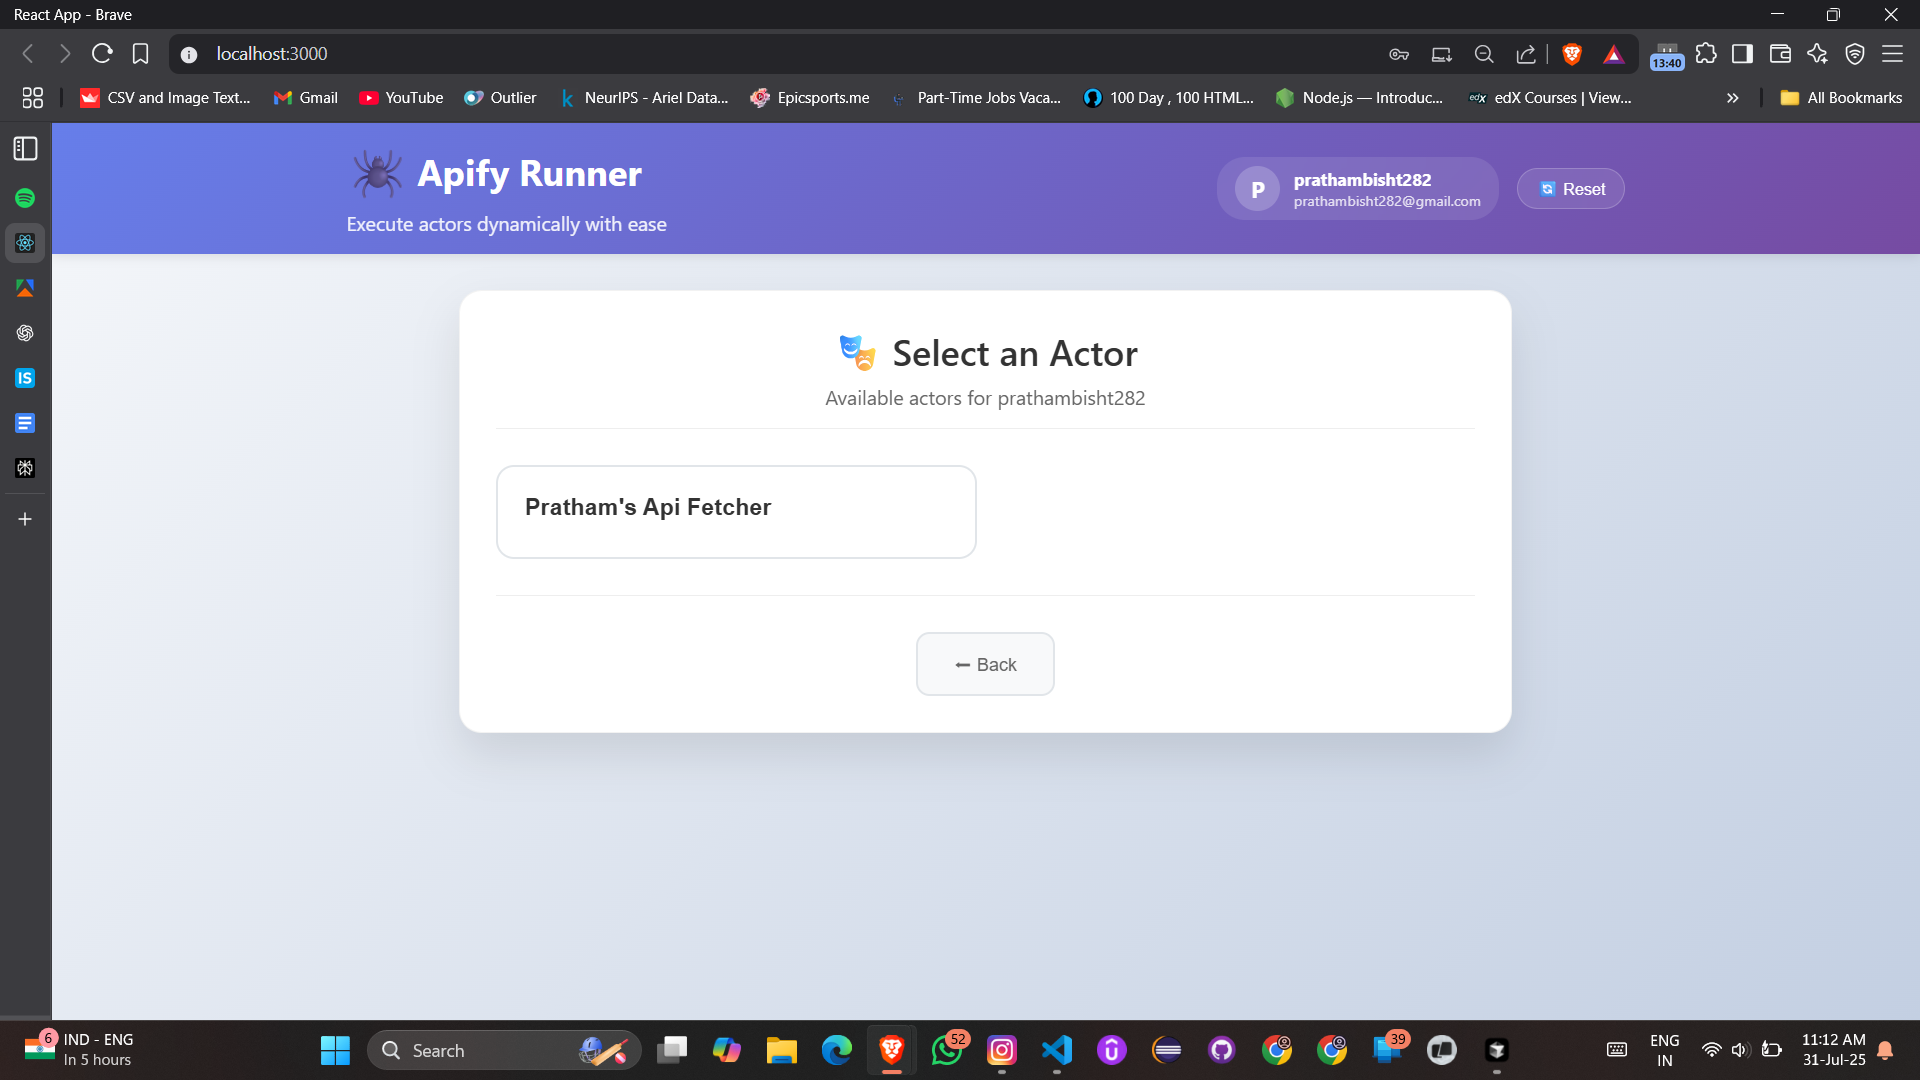 React App - Brave
localhost:3000
13:40
CSV and Image Text...
Gmail
YouTube
Outlier
NeurIPS - Ariel Data...
Epicsports.me
Part-Time Jobs Vaca...
100 Day , 100 HTML...
Node.js — Introduc...
edX Courses | View...
All Bookmarks
Apify Runner
Execute actors dynamically with ease
P
prathambisht282
prathambisht282@gmail.com
Reset
IS
Select an Actor
Available actors for prathambisht282
Pratham's Api Fetcher
Back
6
IND - ENG
In 5 hours
Search
52
39
ENG
IN
11:12 AM
31-Jul-25